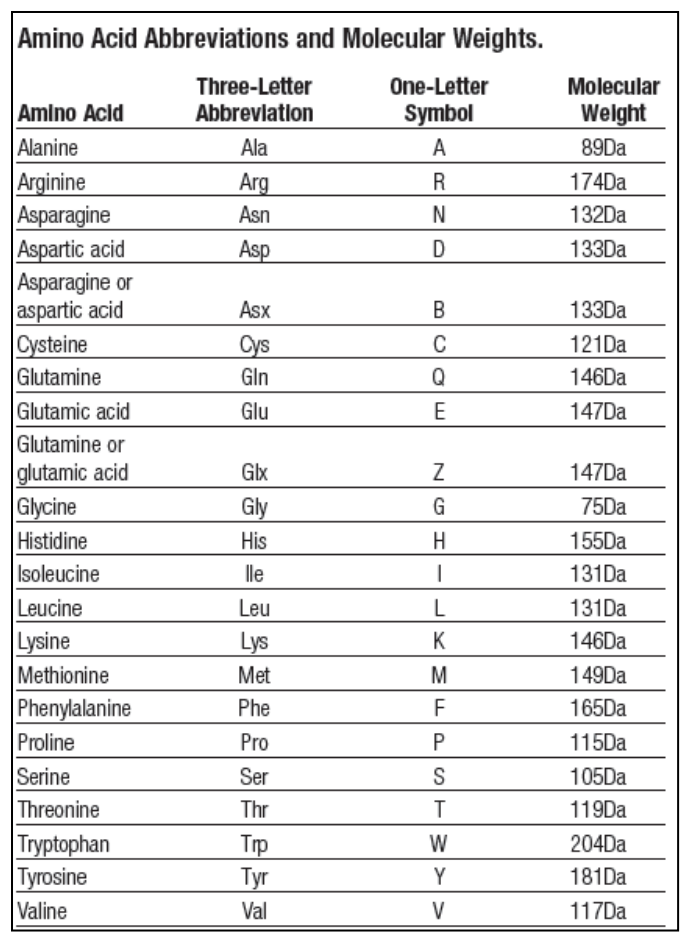 Amino Acid Abbreviations and Molecular Weights.
Three-Letter One-Letter Molecular
Amino Acid Abbreviation Symbol Weight
Alanine Ala A 89Da
Arginine Arg R 174Da
Asparagine Asn N 132Da
Aspartic acid Asp D 133Da
Asparagine or
aspartic acid Asx B 133Da
Cysteine Cys C 121Da
Glutamine Gln Q 146Da
Glutamic acid Glu E 147Da
Glutamine or
glutamic acid Glx Z 147Da
Glycine Gly G 75Da
Histidine His H 155Da
Isoleucine Ile I 131Da
Leucine Leu L 131Da
Lysine Lys K 146Da
Methionine Met M 149Da
Phenylalanine Phe F 165Da
Proline Pro P 115Da
Serine Ser S 105Da
Threonine Thr T 119Da
Tryptophan Trp W 204Da
Tyrosine Tyr Y 181Da
Valine Val V 117Da